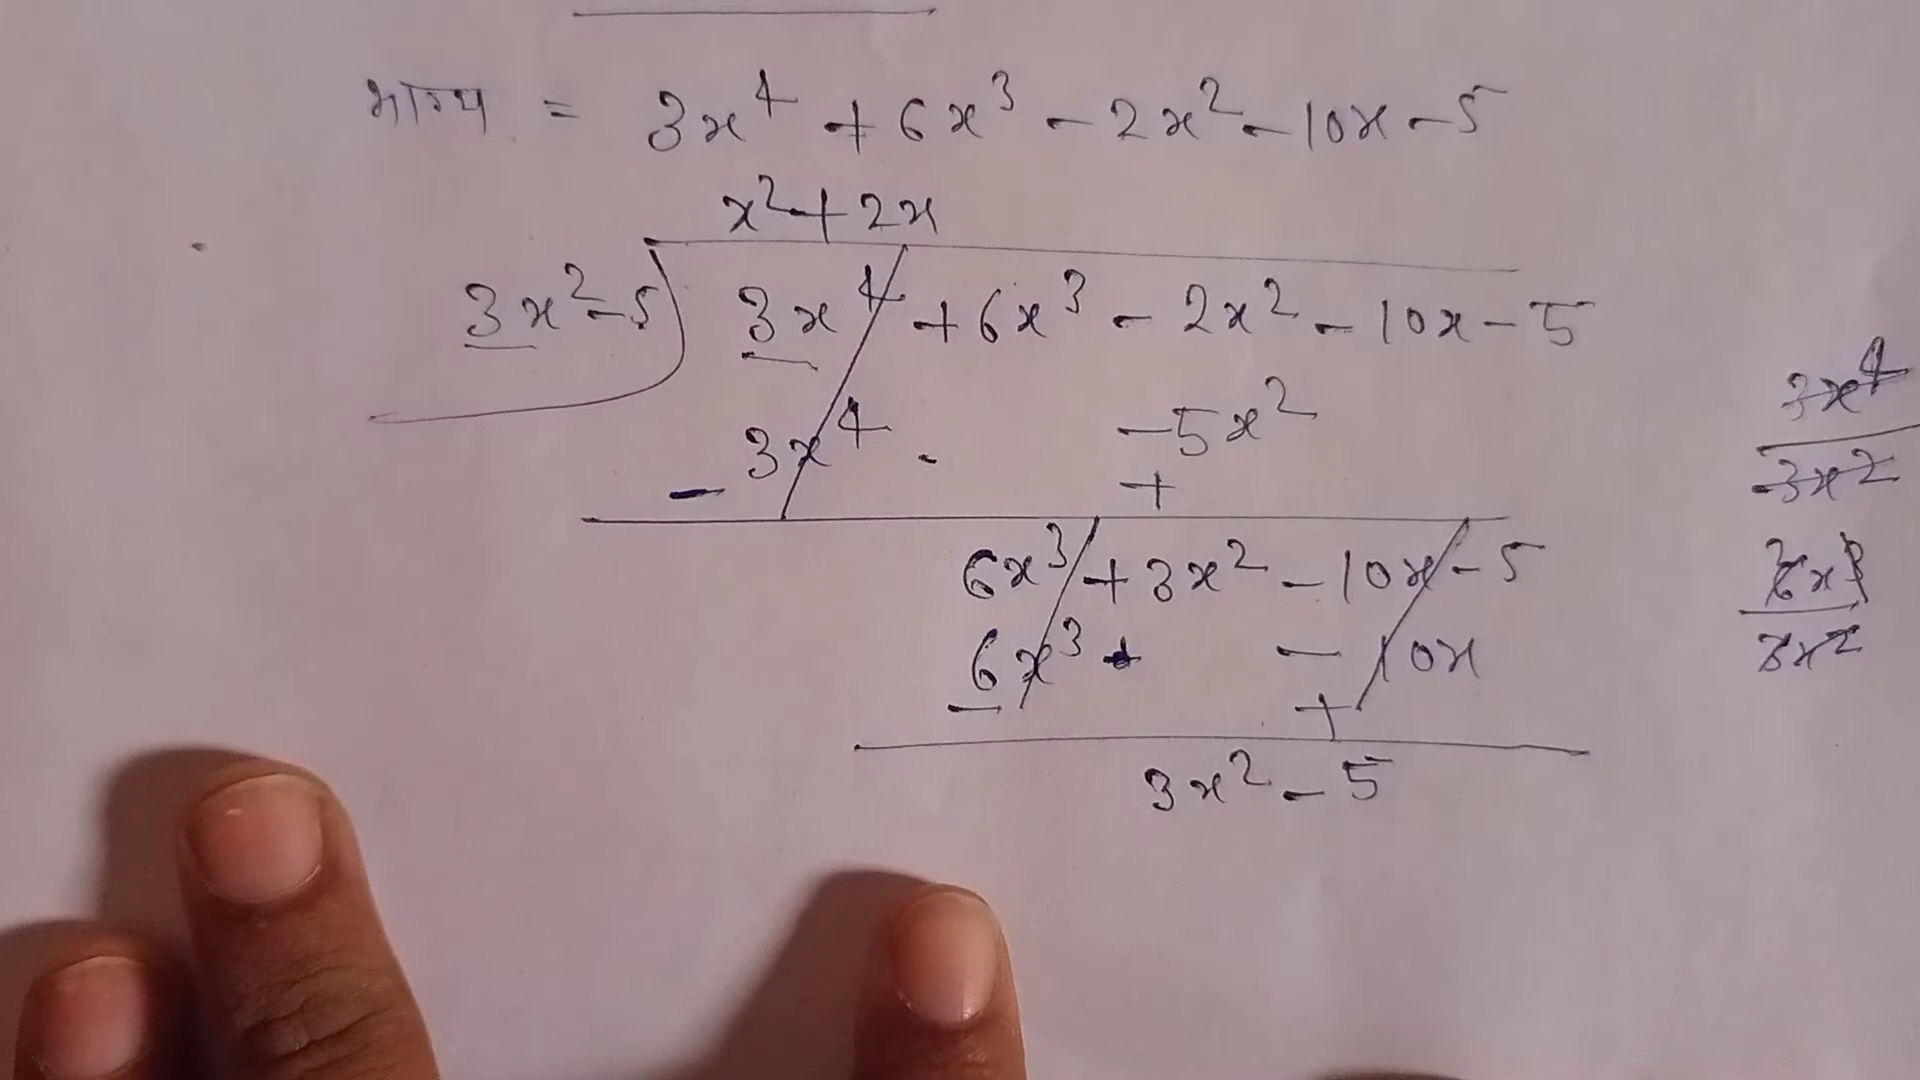 भाज्य = 3x⁴ + 6x³ - 2x² - 10x - 5
x² + 2x
3x² - 5) 3x⁴ + 6x³ - 2x² - 10x - 5
3x⁴ - 5x²
- +
6x³ + 3x² - 10x - 5
6x³ + - 10x
- +
3x² - 5
3x⁴
3x²
2
6x3
3x²